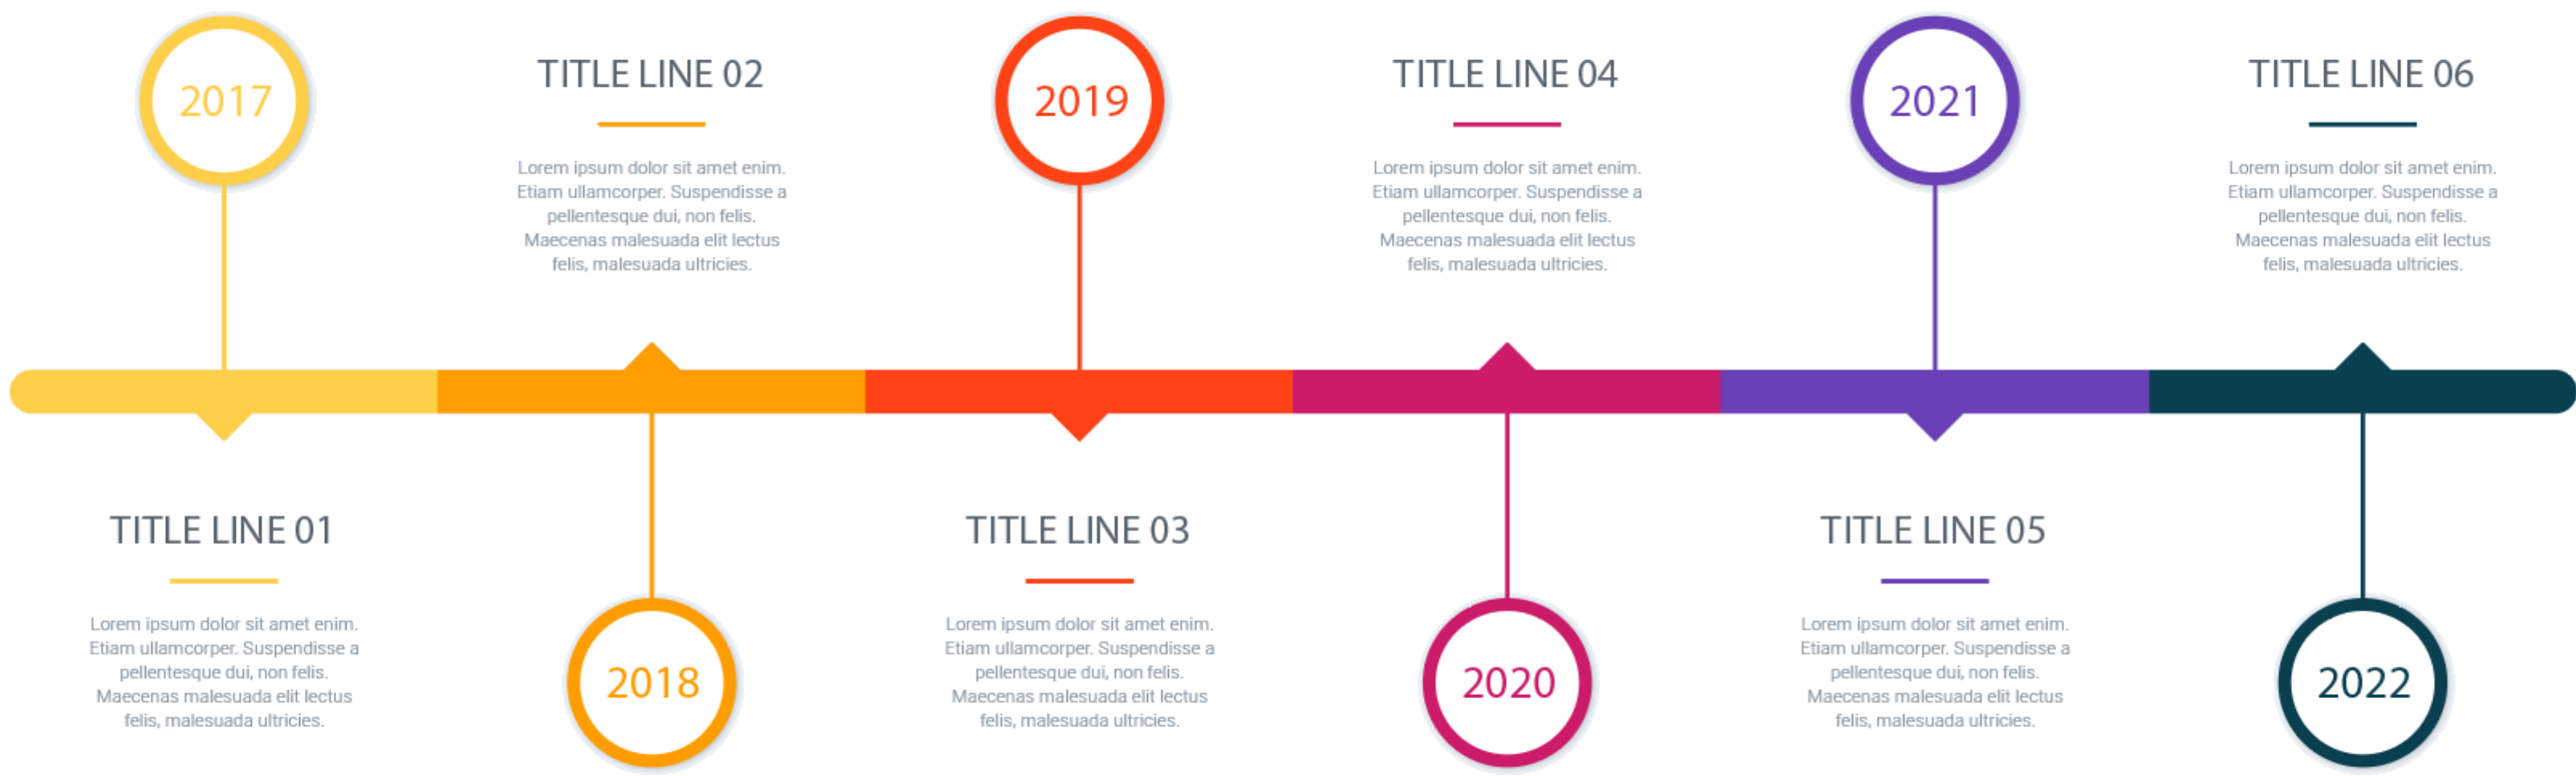 2017
TITLE LINE 01
Lorem ipsum dolor sit amet enim.
Etiam ullamcorper. Suspendisse a
pellentesque dui, non felis.
Maecenas malesuada elit lectus
felis, malesuada ultricies.
TITLE LINE 02
Lorem ipsum dolor sit amet enim.
Etiam ullamcorper. Suspendisse a
pellentesque dui, non felis.
Maecenas malesuada elit lectus
felis, malesuada ultricies.
2018
2019
TITLE LINE 03
Lorem ipsum dolor sit amet enim.
Etiam ullamcorper. Suspendisse a
pellentesque dui, non felis.
Maecenas malesuada elit lectus
felis, malesuada ultricies.
TITLE LINE 04
Lorem ipsum dolor sit amet enim.
Etiam ullamcorper. Suspendisse a
pellentesque dui, non felis.
Maecenas malesuada elit lectus
felis, malesuada ultricies.
2020
2021
TITLE LINE 05
Lorem ipsum dolor sit amet enim.
Etiam ullamcorper. Suspendisse a
pellentesque dui, non felis.
Maecenas malesuada elit lectus
felis, malesuada ultricies.
TITLE LINE 06
Lorem ipsum dolor sit amet enim.
Etiam ullamcorper. Suspendisse a
pellentesque dui, non felis.
Maecenas malesuada elit lectus
felis, malesuada ultricies.
2022